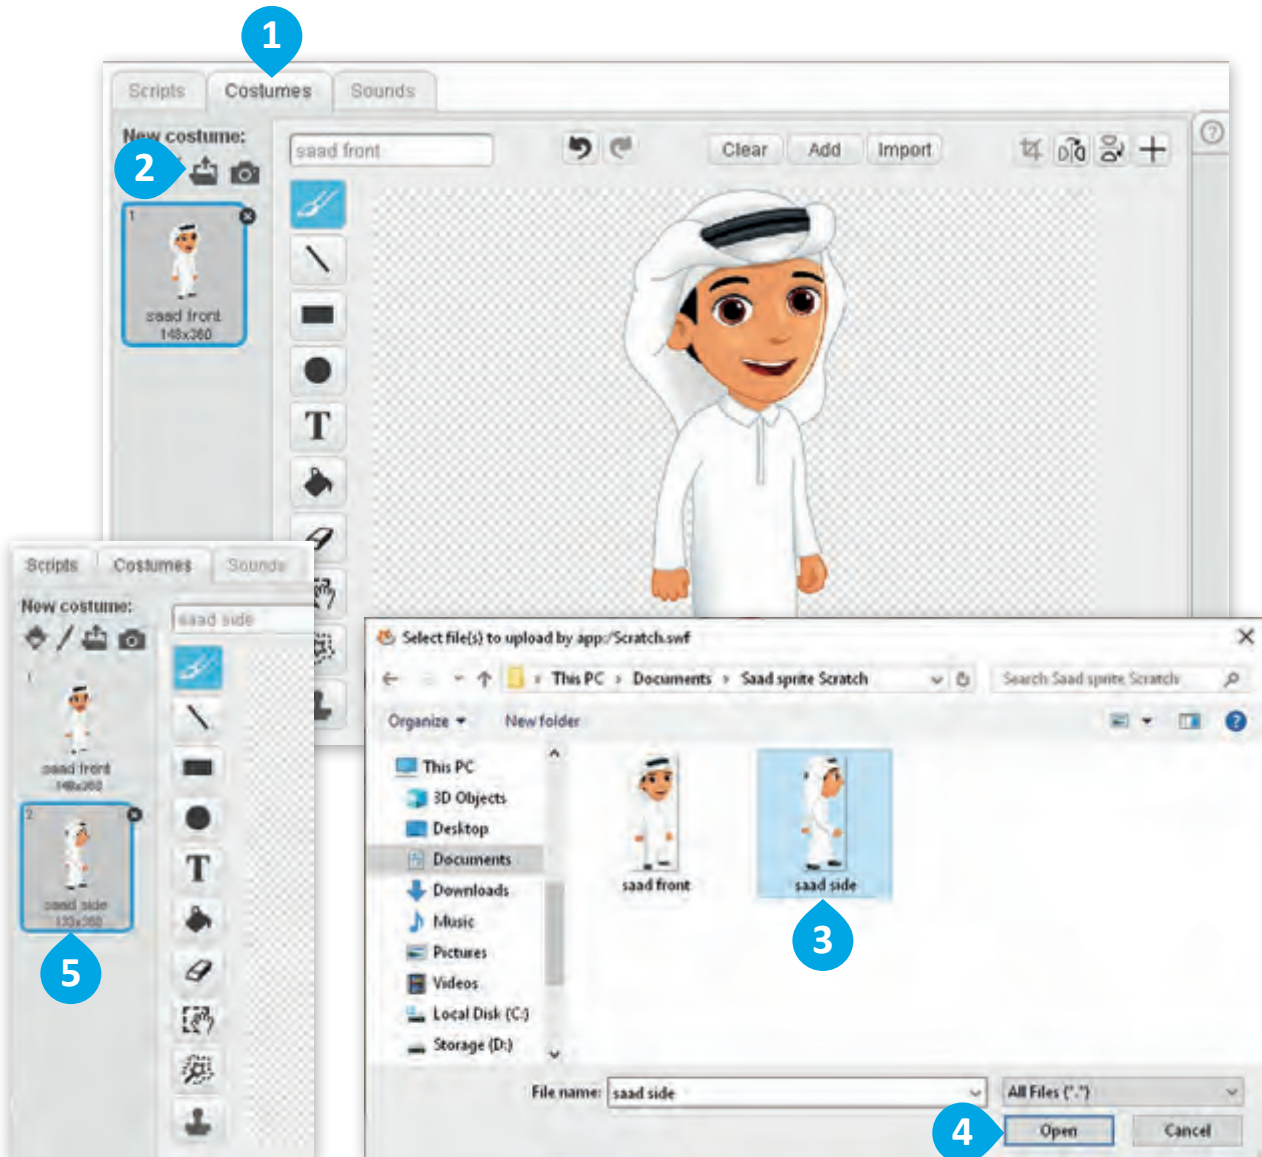 1
Scripts Costumes Sounds
New costume:
2
saad front
Clear Add Import
1
saad front
148x360
T
Scripts Costumes Sounds
New costume:
saad side
1
saad front
148x360
2
saad side
133x360
T
5
Select file(s) to upload by app:/Scratch.swf
This PC › Documents › Saad sprite Scratch
Search Saad sprite Scratch
Organize
New folder
This PC
3D Objects
Desktop
Documents
Downloads
Music
Pictures
Videos
Local Disk (C:)
Storage (D:)
saad front
saad side
3
File name: saad side
All Files (*.*)
4
Open Cancel